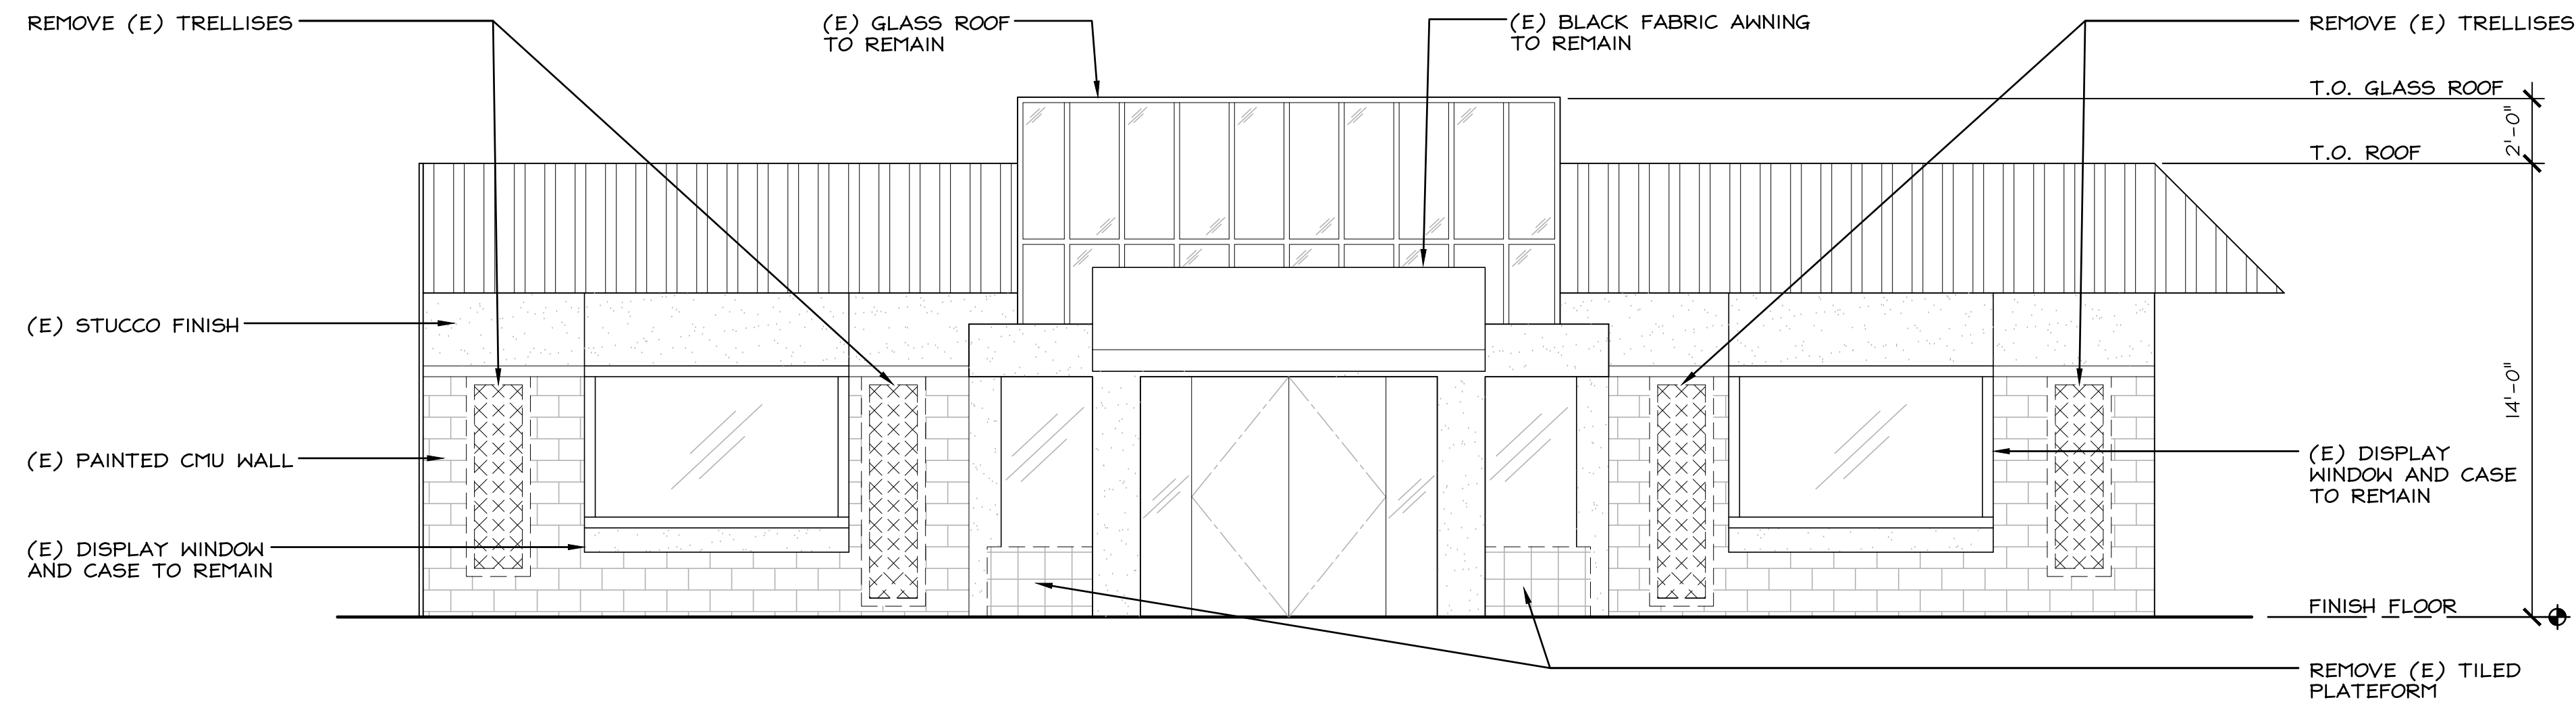 REMOVE (E) TRELLISES
(E) GLASS ROOF
TO REMAIN
(E) BLACK FABRIC AWNING
TO REMAIN
REMOVE (E) TRELLISES
T.O. GLASS ROOF
2'-0"
T.O. ROOF
(E) STUCCO FINISH
14'-0"
(E) PAINTED CMU WALL
(E) DISPLAY
WINDOW AND CASE
TO REMAIN
(E) DISPLAY WINDOW
AND CASE TO REMAIN
FINISH FLOOR
REMOVE (E) TILED
PLATEFORM